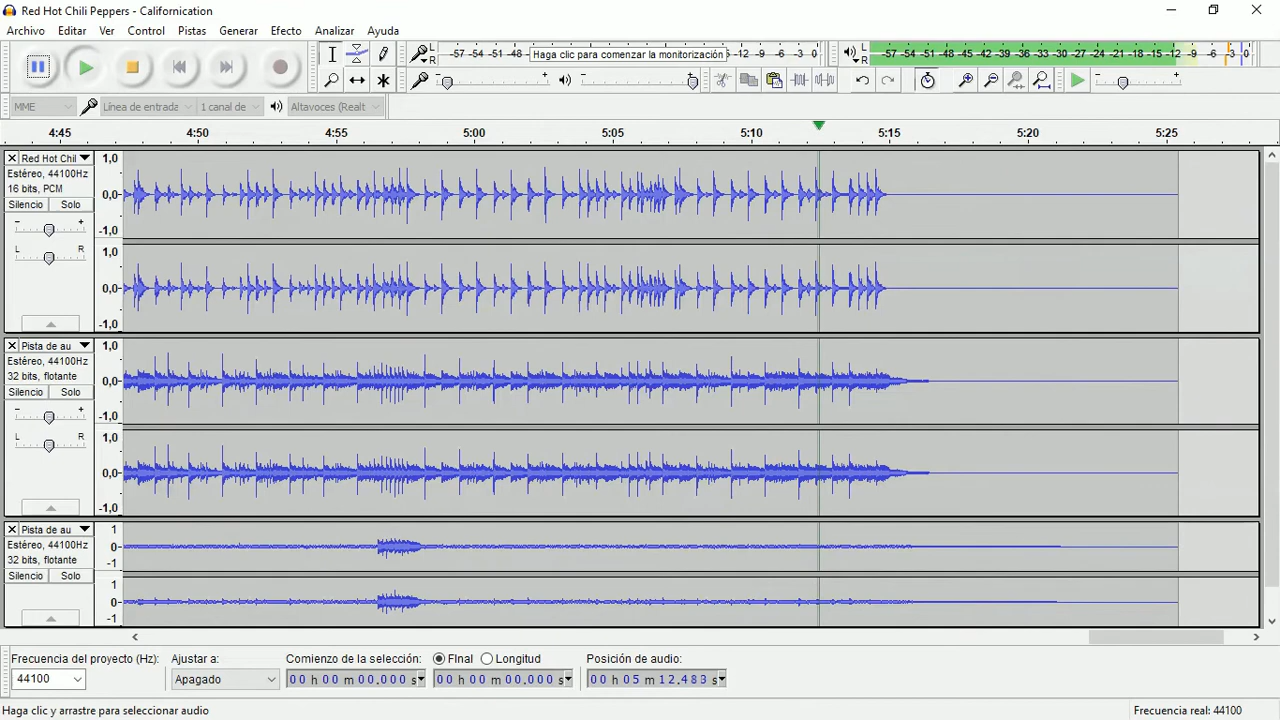 Red Hot Chili Peppers - Californication
Archivo Editar Ver Control Pistas Generar Efecto Analizar Ayuda
L R -57 -54 -51 -48 Haga clic para comenzar la monitorización -12 -9 -6 -3 0
L R -57 -54 -51 -48 -45 -42 -39 -36 -33 -30 -27 -24 -21 -18 -15 -12 -9 -6 -3 0
MME Línea de entrada 1 canal de Altavoces (Realt
4:45 4:50 4:55 5:00 5:05 5:10 5:15 5:20 5:25
Red Hot Chil
Estéreo, 44100Hz
16 bits, PCM
Silencio Solo
- +
L R
1,0
0,0
-1,0
1,0
0,0
-1,0
Pista de au
Estéreo, 44100Hz
32 bits, flotante
Silencio Solo
- +
L R
1,0
0,0
-1,0
1,0
0,0
-1,0
Pista de au
Estéreo, 44100Hz
32 bits, flotante
Silencio Solo
1
0
-1
1
0
-1
Frecuencia del proyecto (Hz): Ajustar a: Comienzo de la selección: FInal Longitud Posición de audio:
44100 Apagado 00 h 00 m 00.000 s 00 h 00 m 00.000 s 00 h 05 m 12.483 s
Haga clic y arrastre para seleccionar audio Frecuencia real: 44100